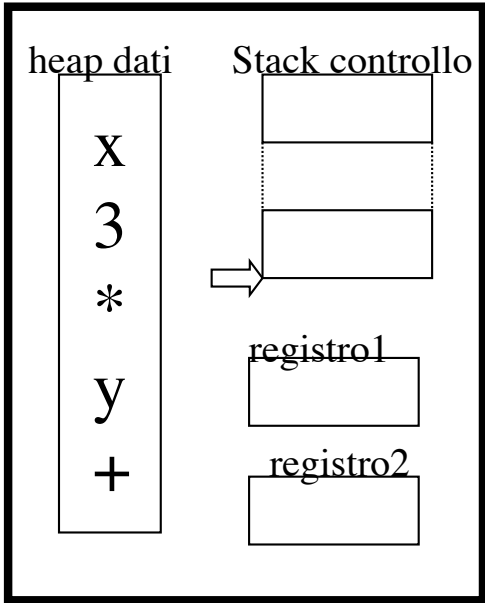 heap dati
Stack controllo
x
3
*
y
+
registro1
registro2